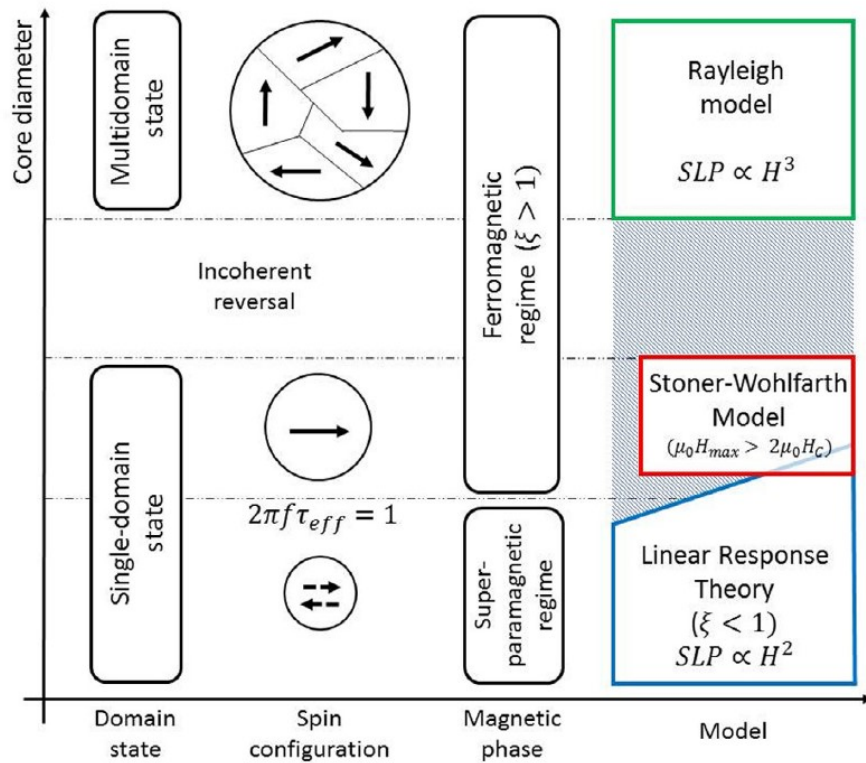 Core diameter
Multidomain
state
Ferromagnetic
regime (ξ > 1)
Rayleigh
model
SLP ∝ H³
Incoherent
reversal
Single-domain
state
Stoner-Wohlfarth
Model
(μ₀Hₘₐₓ > 2μ₀H_C)
2πfτ_eff = 1
Super-
paramagnetic
regime
Linear Response
Theory
(ξ < 1)
SLP ∝ H²
Domain
state
Spin
configuration
Magnetic
phase
Model